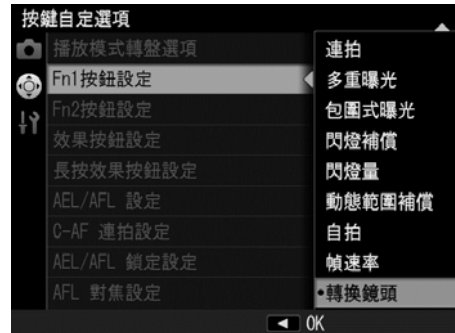 按鍵自定選項
播放模式轉盤選項
Fn1按鈕設定
Fn2按鈕設定
效果按鈕設定
長按效果按鈕設定
AEL/AFL 設定
C-AF 連拍設定
AEL/AFL 鎖定設定
AFL 對焦設定
連拍
多重曝光
包圍式曝光
閃燈補償
閃燈量
動態範圍補償
自拍
幀速率
•轉換鏡頭
OK